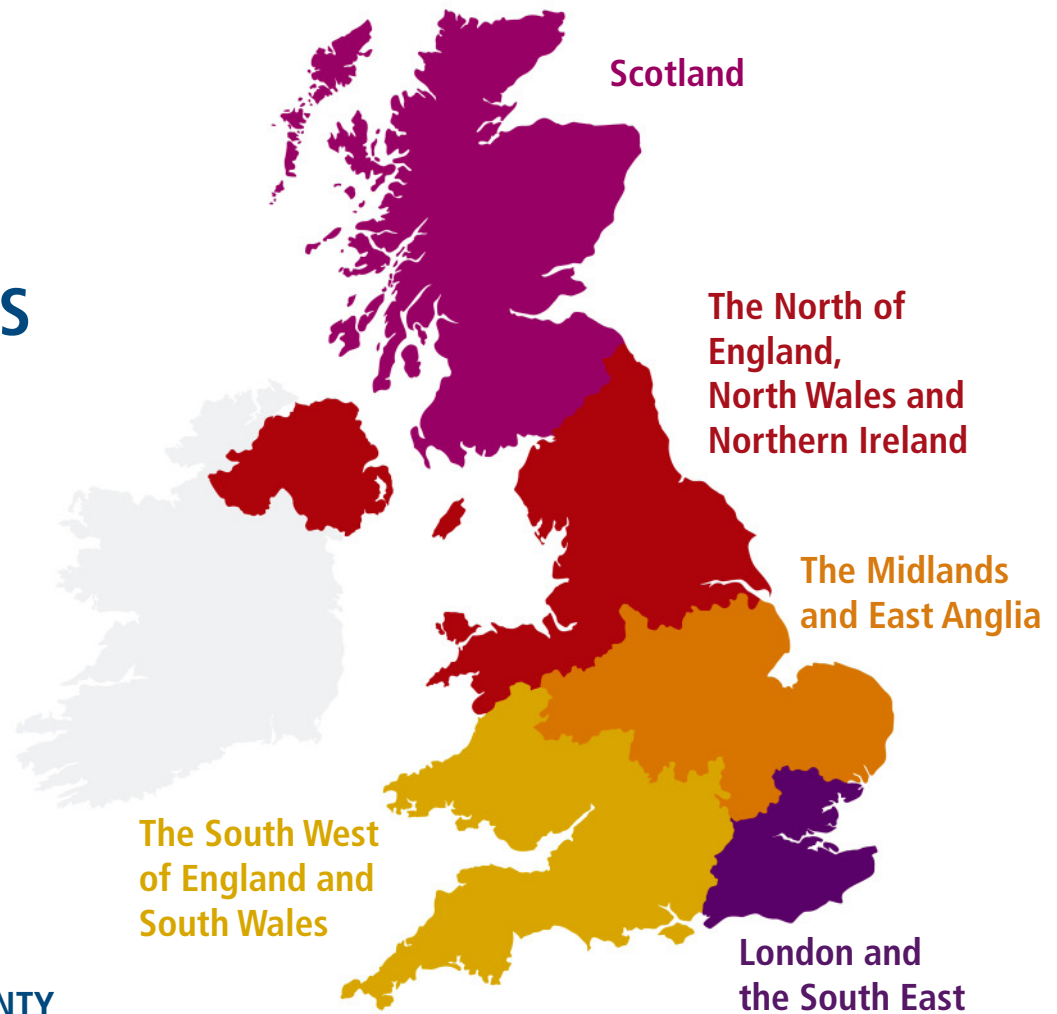 Scotland
S
The North of
England,
North Wales and
Northern Ireland
The Midlands
and East Anglia
The South West
of England and
South Wales
London and
the South East
NTY